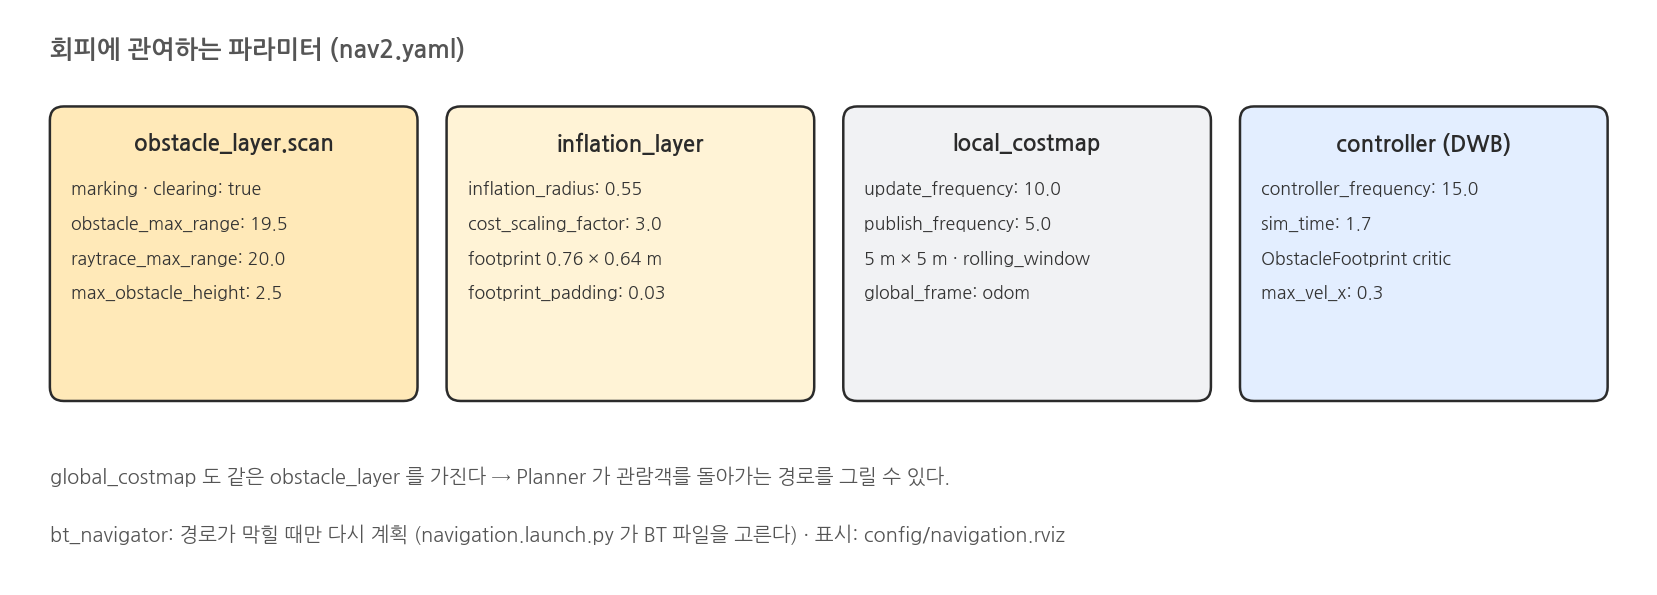 회피에 관여하는 파라미터 (nav2.yaml)
obstacle_layer.scan
marking · clearing: true
obstacle_max_range: 19.5
raytrace_max_range: 20.0
max_obstacle_height: 2.5
inflation_layer
inflation_radius: 0.55
cost_scaling_factor: 3.0
footprint 0.76 × 0.64 m
footprint_padding: 0.03
local_costmap
update_frequency: 10.0
publish_frequency: 5.0
5 m × 5 m · rolling_window
global_frame: odom
controller (DWB)
controller_frequency: 15.0
sim_time: 1.7
ObstacleFootprint critic
max_vel_x: 0.3
global_costmap 도 같은 obstacle_layer 를 가진다 → Planner 가 관람객를 돌아가는 경로를 그릴 수 있다.
bt_navigator: 경로가 막힐 때만 다시 계획 (navigation.launch.py 가 BT 파일을 고른다) · 표시: config/navigation.rviz